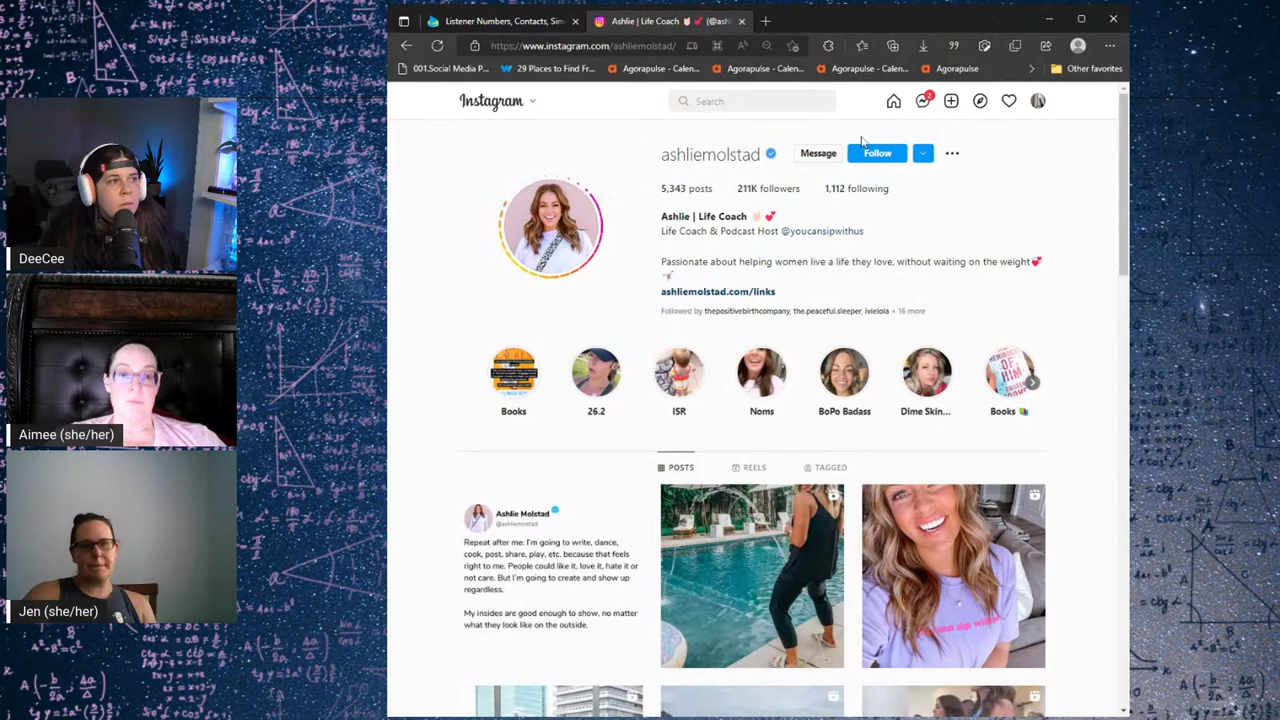 Listener Numbers, Contacts, Sim
Ashlie | Life Coach 💕 (@ashl
https://www.instagram.com/ashliemolstad/
001.Social Media P...
29 Places to Find Fr...
Agorapulse - Calen...
Agorapulse - Calen...
Agorapulse - Calen...
Agorapulse
Other favorites
Instagram
Search
2
ashliemolstad
Message
Follow
5,343 posts
211K followers
1,112 following
Ashlie | Life Coach 🤘🏻 💕
Life Coach & Podcast Host @youcansipwithus
Passionate about helping women live a life they love, without waiting on the weight💕
ashliemolstad.com/links
Followed by thepositivebirthcompany, the.peaceful.sleeper, ivielola + 16 more
Books
26.2
ISR
Noms
BoPo Badass
Dime Skin...
Books 📚
POSTS
REELS
TAGGED
Ashlie Molstad
@ashliemolstad
Repeat after me: I'm going to write, dance,
cook, post, share, play, etc. because that feels
right to me. People could like it, love it, hate it or
not care. But I'm going to create and show up
regardless.
My insides are good enough to show, no matter
what they look like on the outside.
DeeCee
Aimee (she/her)
Jen (she/her)